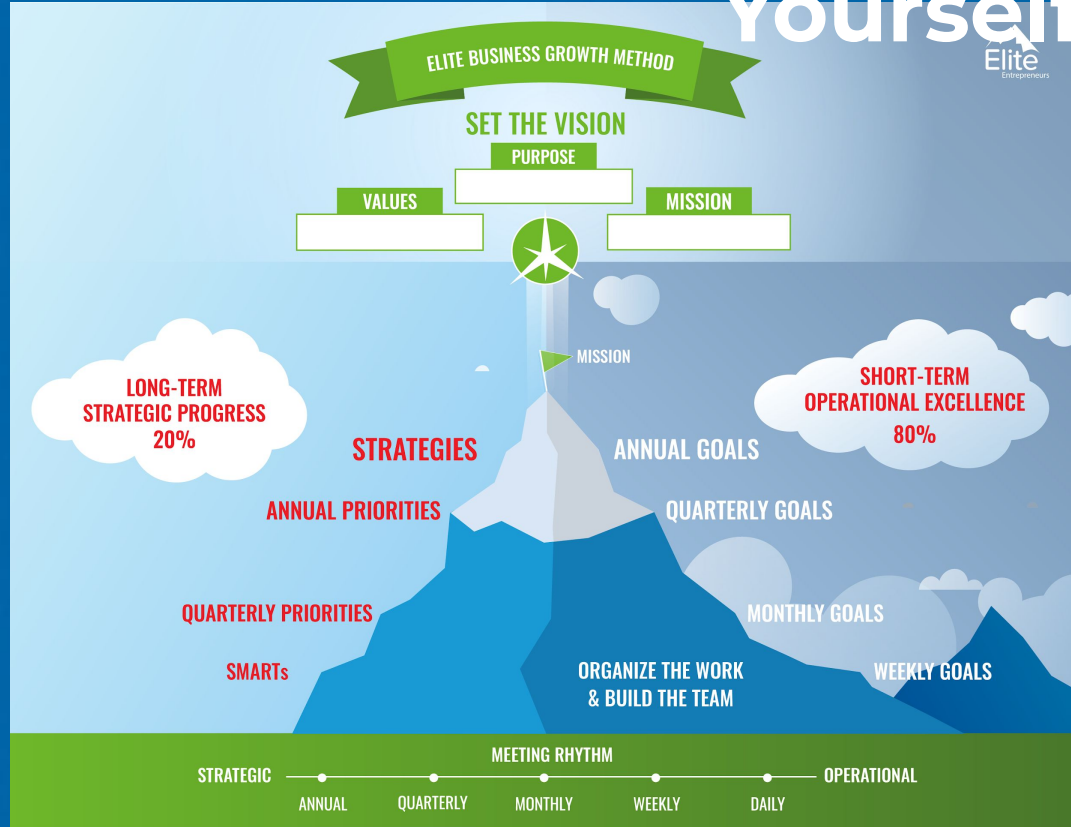 Yourself
ELITE BUSINESS GROWTH METHOD
Elite
Entrepreneurs
SET THE VISION
PURPOSE
VALUES
MISSION
MISSION
LONG-TERM
STRATEGIC PROGRESS
20%
SHORT-TERM
OPERATIONAL EXCELLENCE
80%
STRATEGIES
ANNUAL GOALS
ANNUAL PRIORITIES
QUARTERLY GOALS
QUARTERLY PRIORITIES
MONTHLY GOALS
SMARTs
ORGANIZE THE WORK
& BUILD THE TEAM
WEEKLY GOALS
MEETING RHYTHM
STRATEGIC
OPERATIONAL
ANNUAL
QUARTERLY
MONTHLY
WEEKLY
DAILY